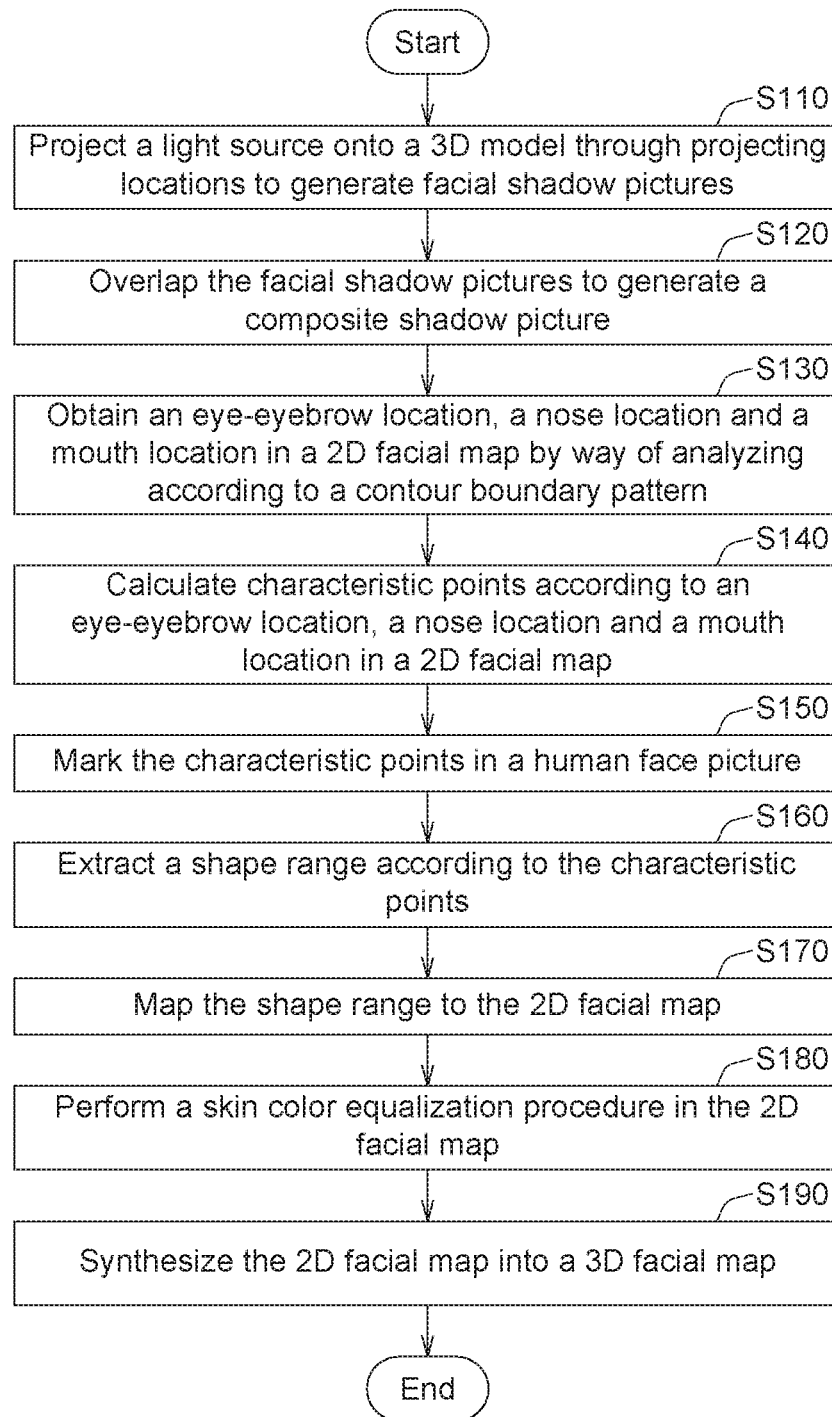 Start
S110
Project a light source onto a 3D model through projecting
locations to generate facial shadow pictures
S120
Overlap the facial shadow pictures to generate a
composite shadow picture
S130
Obtain an eye-eyebrow location, a nose location and a
mouth location in a 2D facial map by way of analyzing
according to a contour boundary pattern
S140
Calculate characteristic points according to an
eye-eyebrow location, a nose location and a mouth
location in a 2D facial map
S150
Mark the characteristic points in a human face picture
S160
Extract a shape range according to the characteristic
points
S170
Map the shape range to the 2D facial map
S180
Perform a skin color equalization procedure in the 2D
facial map
S190
Synthesize the 2D facial map into a 3D facial map
End